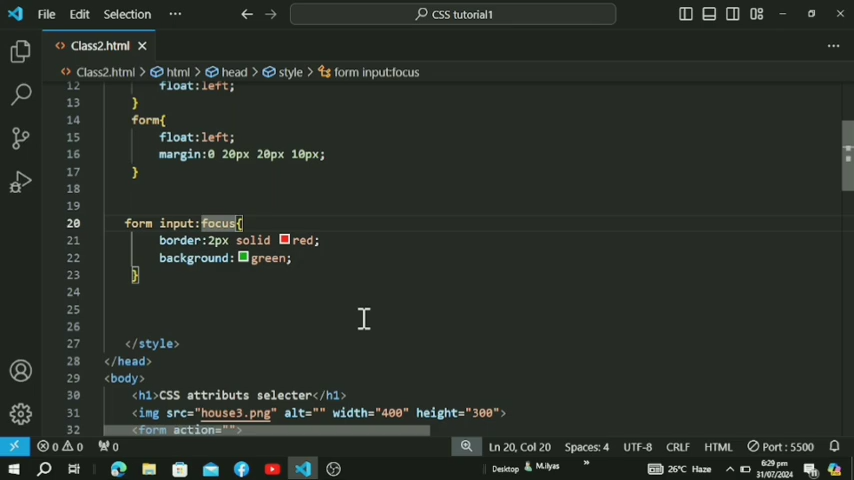 File Edit Selection ··· CSS tutorial1
Class2.html
Class2.html > html > head > style > form input:focus
12 float:left;
13 }
14 form{
15 float:left;
16 margin:0 20px 20px 10px;
17 }
18
19
20 form input:focus{
21 border:2px solid red;
22 background: green;
23 }
24
25
26
27 </style>
28 </head>
29 <body>
30 <h1>CSS attributs selecter</h1>
31 <img src="house3.png" alt="" width="400" height="300">
32 <form action="">
0 0 0 Ln 20, Col 20 Spaces: 4 UTF-8 CRLF HTML Port : 5500
Desktop M.ilyas 26°C Haze 6:29 pm
31/07/2024